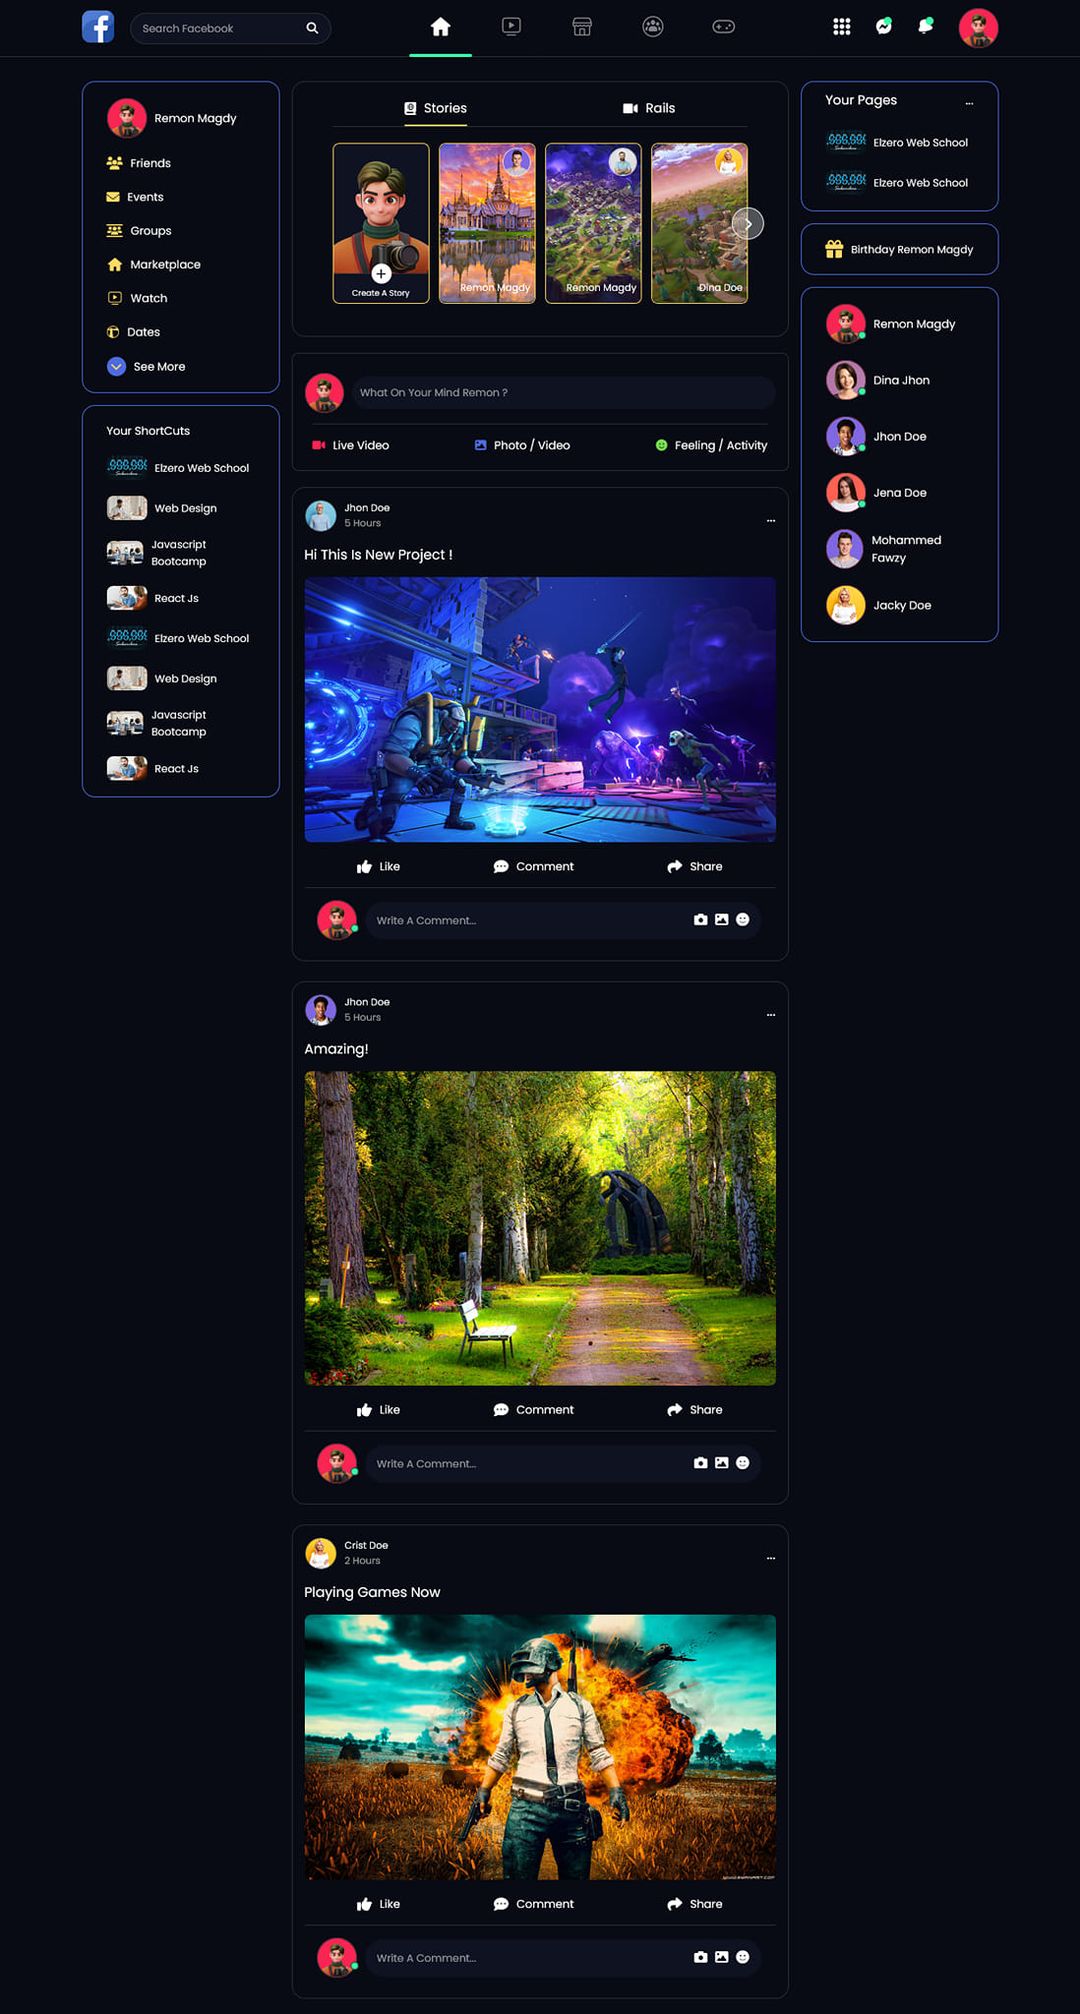 Search Facebook
Remon Magdy
Friends
Events
Groups
Marketplace
Watch
Dates
See More
Your ShortCuts
Elzero Web School
Web Design
Javascript
Bootcamp
React Js
Elzero Web School
Web Design
Javascript
Bootcamp
React Js
Stories
Rails
Create A Story
Remon Magdy
Remon Magdy
Dina Doe
What On Your Mind Remon ?
Live Video
Photo / Video
Feeling / Activity
Jhon Doe
5 Hours
...
Hi This Is New Project !
Like
Comment
Share
Write A Comment...
Jhon Doe
5 Hours
...
Amazing!
Like
Comment
Share
Write A Comment...
Crist Doe
2 Hours
...
Playing Games Now
Like
Comment
Share
Write A Comment...
Your Pages
...
Elzero Web School
Elzero Web School
Birthday Remon Magdy
Remon Magdy
Dina Jhon
Jhon Doe
Jena Doe
Mohammed
Fawzy
Jacky Doe